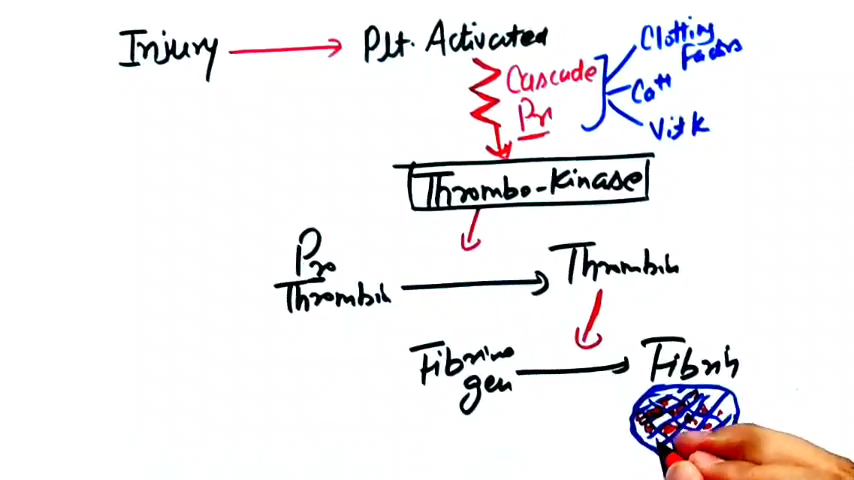 Injury → Plt. Activated
Cascade
Pr
Clotting
Factors
Ca++
Vit K
Thrombo-Kinase
Pro
Thrombin → Thrombin
Fibrino
gen → Fibrin